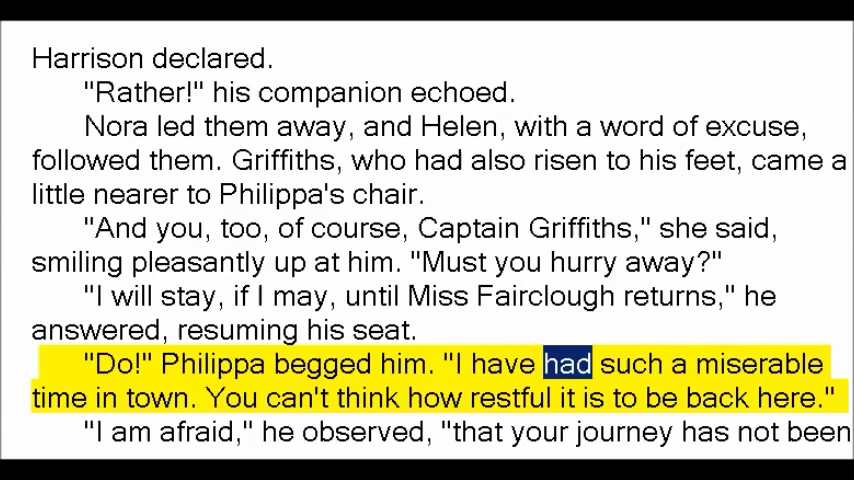 Harrison declared.
"Rather!" his companion echoed.
Nora led them away, and Helen, with a word of excuse,
followed them. Griffiths, who had also risen to his feet, came a
little nearer to Philippa's chair.
"And you, too, of course, Captain Griffiths," she said,
smiling pleasantly up at him. "Must you hurry away?"
"I will stay, if I may, until Miss Fairclough returns," he
answered, resuming his seat.
"Do!" Philippa begged him. "I have had such a miserable
time in town. You can't think how restful it is to be back here."
"I am afraid," he observed, "that your journey has not been